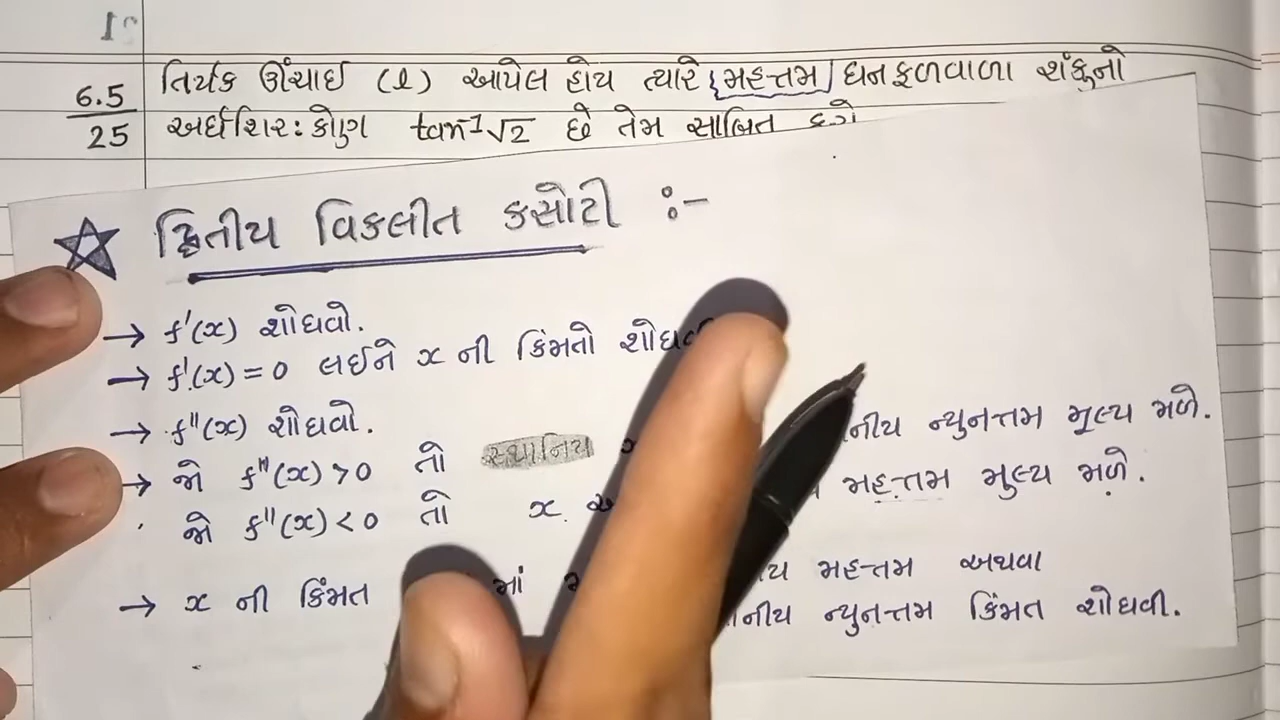 6.5
25
તિર્યક ઊંચાઈ (l) આપેલ હોય ત્યારે {મહત્તમ} ઘનફળવાળા શંકુનો
અર્ધશિરઃકોણ tan⁻¹√2 છે તેમ સાબિત કરો
દ્વિતીય વિકલીત કસોટી :-
→ f'(x) શોધવો.
→ f'(x) = 0 લઈને x ની કિંમતો
→ f''(x) શોધવો.
→ જો f''(x) > 0 તો ન્યુનત્તમ મૂલ્ય મળે.
જો f''(x) < 0 તો x મહત્તમ મુલ્ય મળે.
→ x ની કિંમત માં મહત્તમ અથવા
ન્યુનત્તમ કિંમત શોધવી.